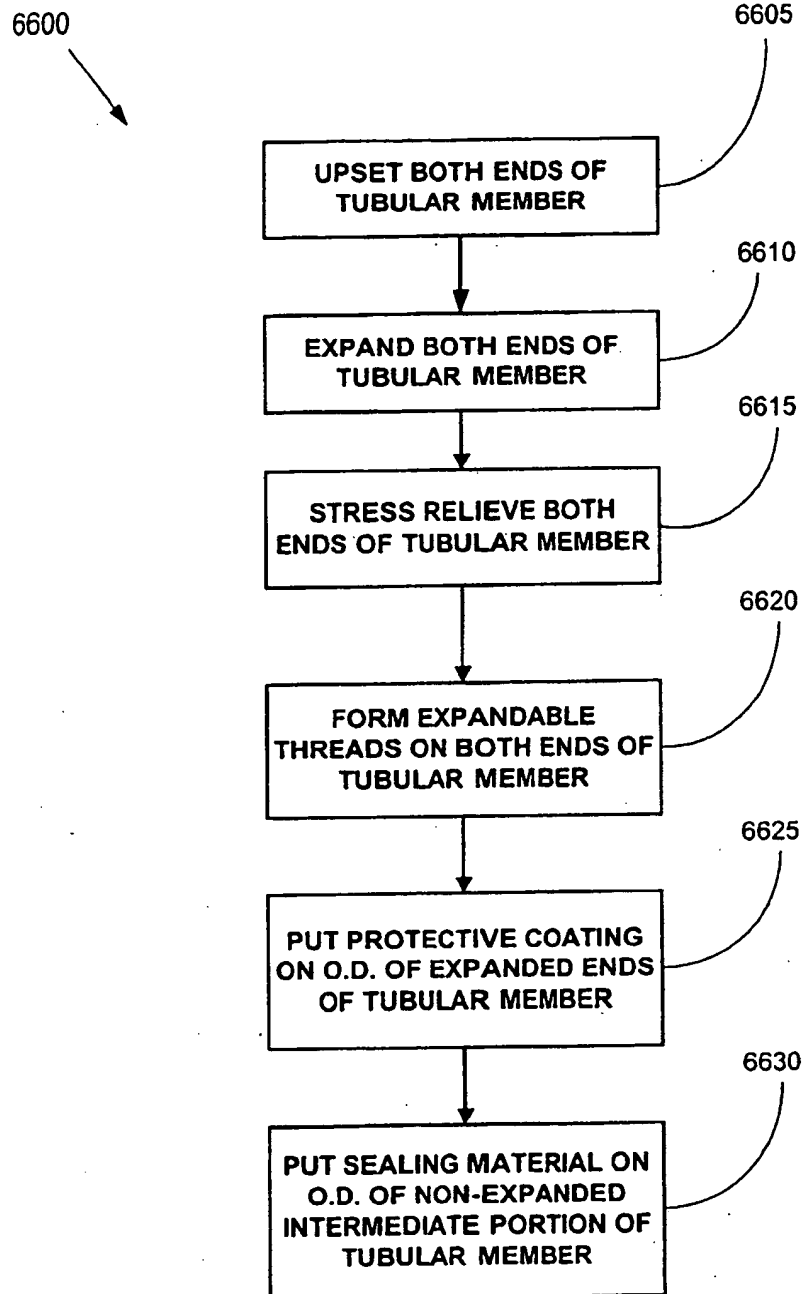 6600
6605
UPSET BOTH ENDS OF
TUBULAR MEMBER
6610
EXPAND BOTH ENDS OF
TUBULAR MEMBER
6615
STRESS RELIEVE BOTH
ENDS OF TUBULAR MEMBER
6620
FORM EXPANDABLE
THREADS ON BOTH ENDS OF
TUBULAR MEMBER
6625
PUT PROTECTIVE COATING
ON O.D. OF EXPANDED ENDS
OF TUBULAR MEMBER
6630
PUT SEALING MATERIAL ON
O.D. OF NON-EXPANDED
INTERMEDIATE PORTION OF
TUBULAR MEMBER